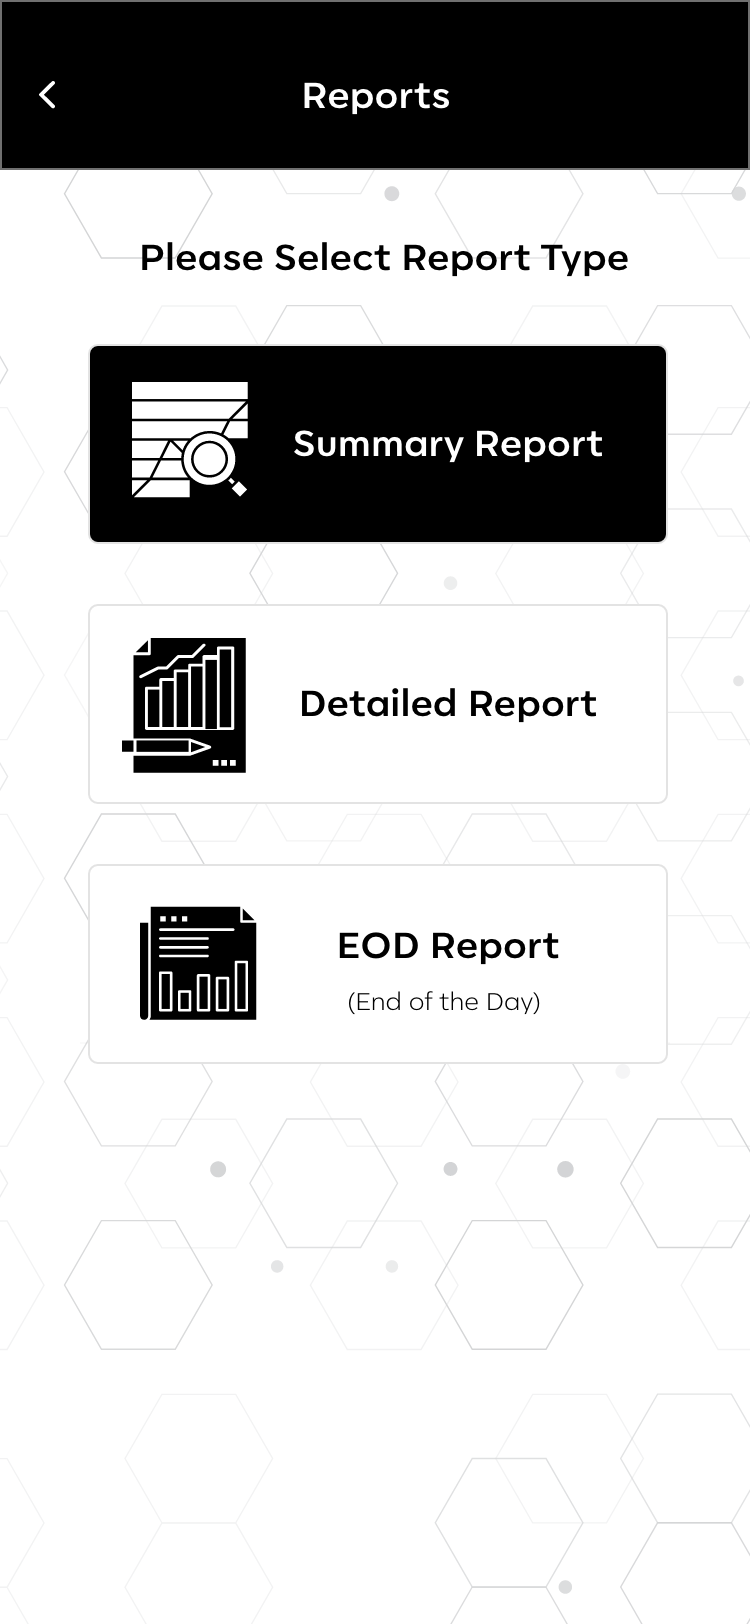 Reports
Please Select Report Type
Summary Report
Detailed Report
EOD Report
(End of the Day)